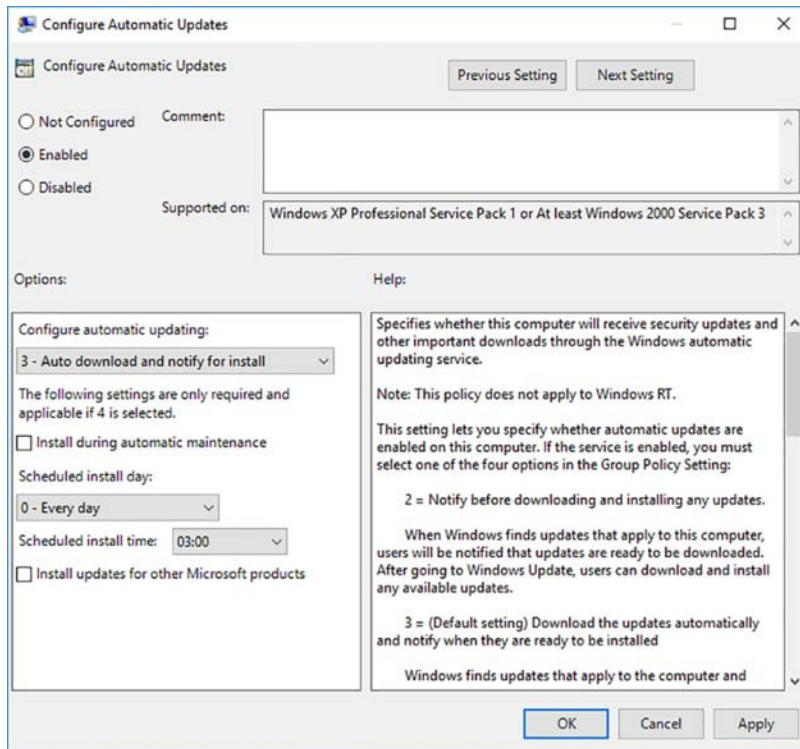 Configure Automatic Updates
Configure Automatic Updates
Previous Setting
Next Setting
Not Configured
Enabled
Disabled
Comment:
Supported on:
Windows XP Professional Service Pack 1 or At least Windows 2000 Service Pack 3
Options:
Help:
Configure automatic updating:
3 - Auto download and notify for install
The following settings are only required and
applicable if 4 is selected.
Install during automatic maintenance
Scheduled install day:
0 - Every day
Scheduled install time:
03:00
Install updates for other Microsoft products
Specifies whether this computer will receive security updates and
other important downloads through the Windows automatic
updating service.
Note: This policy does not apply to Windows RT.
This setting lets you specify whether automatic updates are
enabled on this computer. If the service is enabled, you must
select one of the four options in the Group Policy Setting:
2 = Notify before downloading and installing any updates.
When Windows finds updates that apply to this computer,
users will be notified that updates are ready to be downloaded.
After going to Windows Update, users can download and install
any available updates.
3 = (Default setting) Download the updates automatically
and notify when they are ready to be installed
Windows finds updates that apply to the computer and
OK
Cancel
Apply